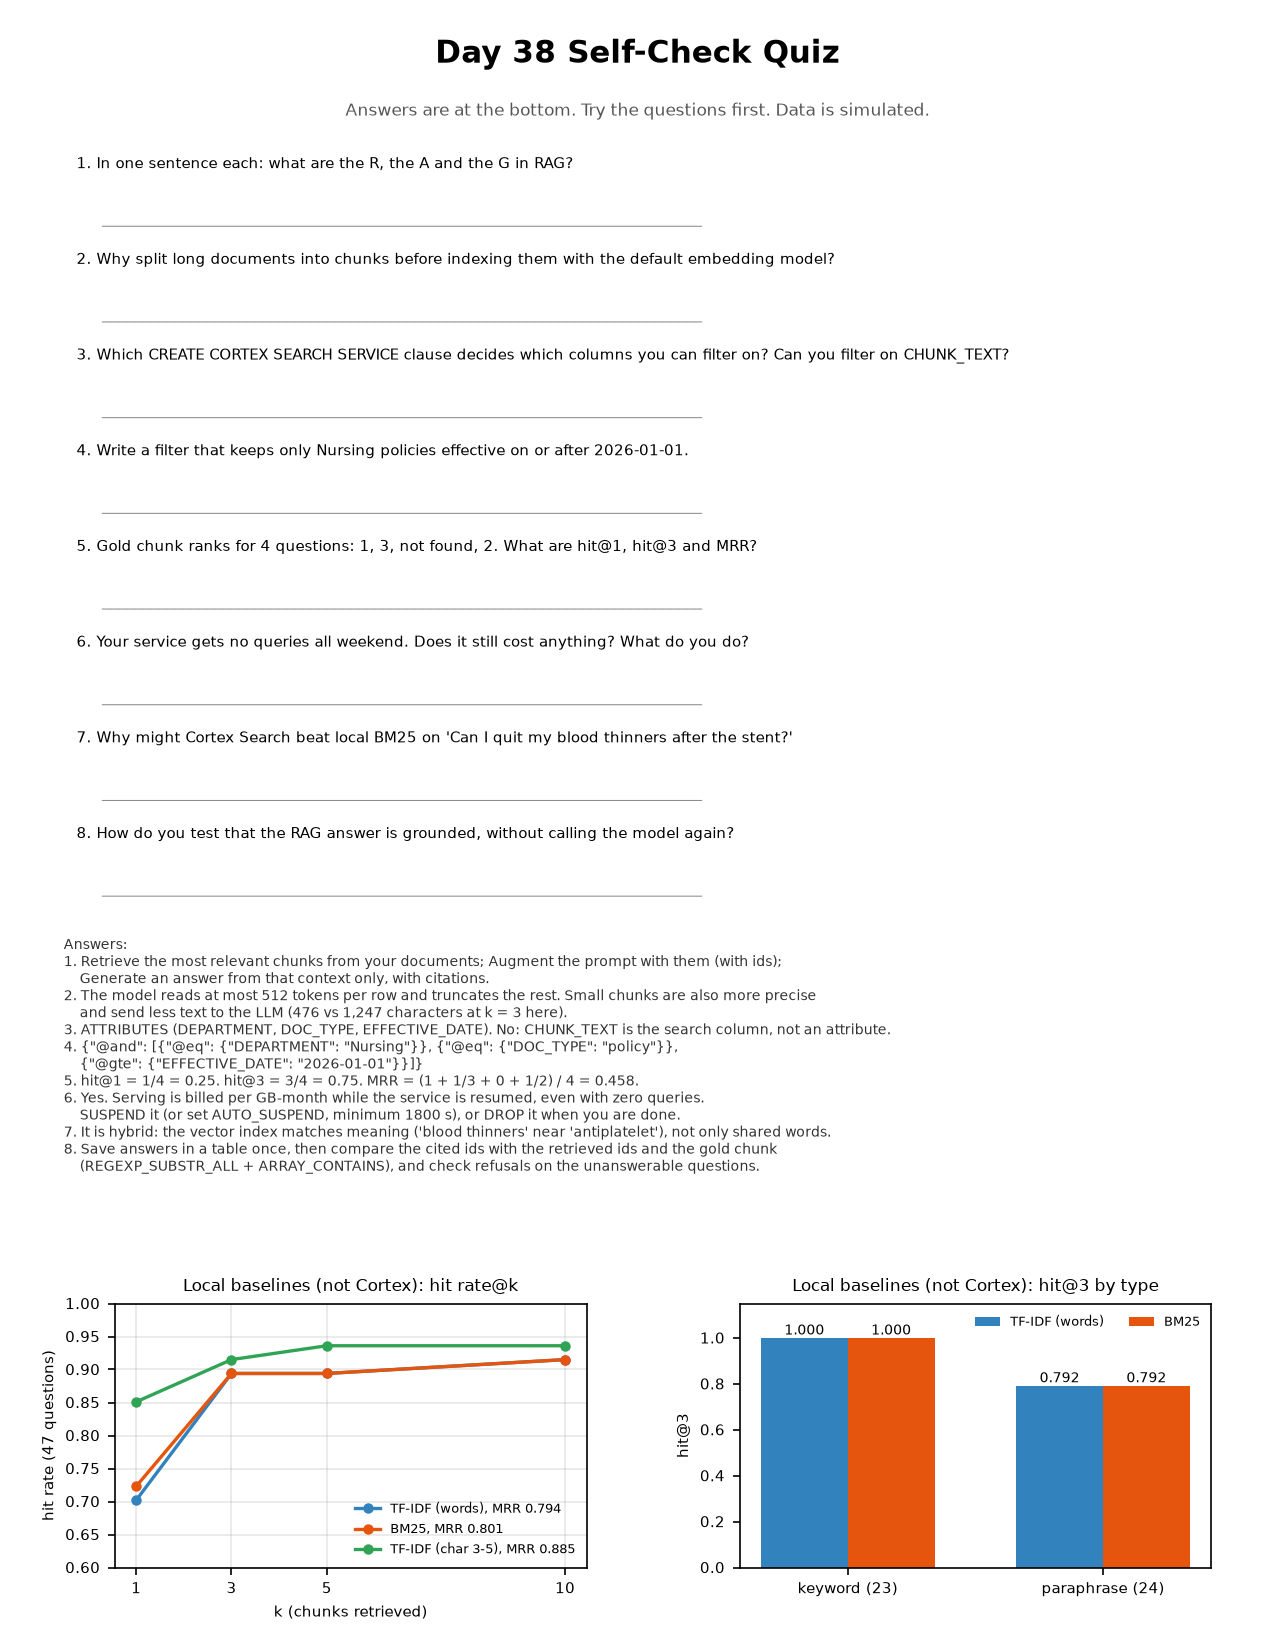 Day 38 Self-Check Quiz
Answers are at the bottom. Try the questions first. Data is simulated.
1. In one sentence each: what are the R, the A and the G in RAG?
2. Why split long documents into chunks before indexing them with the default embedding model?
3. Which CREATE CORTEX SEARCH SERVICE clause decides which columns you can filter on? Can you filter on CHUNK_TEXT?
4. Write a filter that keeps only Nursing policies effective on or after 2026-01-01.
5. Gold chunk ranks for 4 questions: 1, 3, not found, 2. What are hit@1, hit@3 and MRR?
6. Your service gets no queries all weekend. Does it still cost anything? What do you do?
7. Why might Cortex Search beat local BM25 on 'Can I quit my blood thinners after the stent?'
8. How do you test that the RAG answer is grounded, without calling the model again?
Answers:
1. Retrieve the most relevant chunks from your documents; Augment the prompt with them (with ids);
Generate an answer from that context only, with citations.
2. The model reads at most 512 tokens per row and truncates the rest. Small chunks are also more precise
and send less text to the LLM (476 vs 1,247 characters at k = 3 here).
3. ATTRIBUTES (DEPARTMENT, DOC_TYPE, EFFECTIVE_DATE). No: CHUNK_TEXT is the search column, not an attribute.
4. {"@and": [{"@eq": {"DEPARTMENT": "Nursing"}}, {"@eq": {"DOC_TYPE": "policy"}},
{"@gte": {"EFFECTIVE_DATE": "2026-01-01"}}]}
5. hit@1 = 1/4 = 0.25. hit@3 = 3/4 = 0.75. MRR = (1 + 1/3 + 0 + 1/2) / 4 = 0.458.
6. Yes. Serving is billed per GB-month while the service is resumed, even with zero queries.
SUSPEND it (or set AUTO_SUSPEND, minimum 1800 s), or DROP it when you are done.
7. It is hybrid: the vector index matches meaning ('blood thinners' near 'antiplatelet'), not only shared words.
8. Save answers in a table once, then compare the cited ids with the retrieved ids and the gold chunk
(REGEXP_SUBSTR_ALL + ARRAY_CONTAINS), and check refusals on the unanswerable questions.
Local baselines (not Cortex): hit rate@k
1.00
0.95
0.90
0.85
0.80
0.75
0.70
0.65
0.60
hit rate (47 questions)
TF-IDF (words), MRR 0.794
BM25, MRR 0.801
TF-IDF (char 3-5), MRR 0.885
1 3 5 10
k (chunks retrieved)
Local baselines (not Cortex): hit@3 by type
TF-IDF (words) BM25
1.000 1.000
0.792 0.792
1.0
0.8
0.6
0.4
0.2
0.0
hit@3
keyword (23) paraphrase (24)